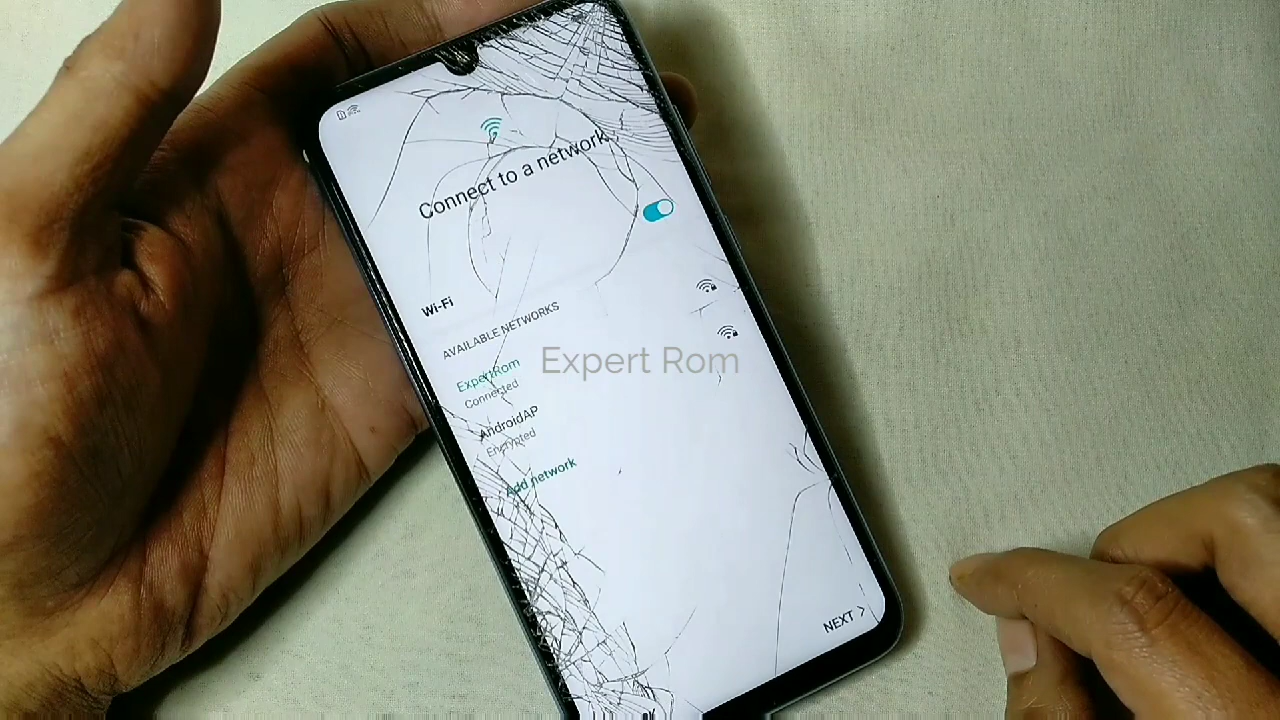 Connect to a network
Wi-Fi
AVAILABLE NETWORKS
ExpertRom
Connected
AndroidAP
Encrypted
Add network
Expert Rom
NEXT